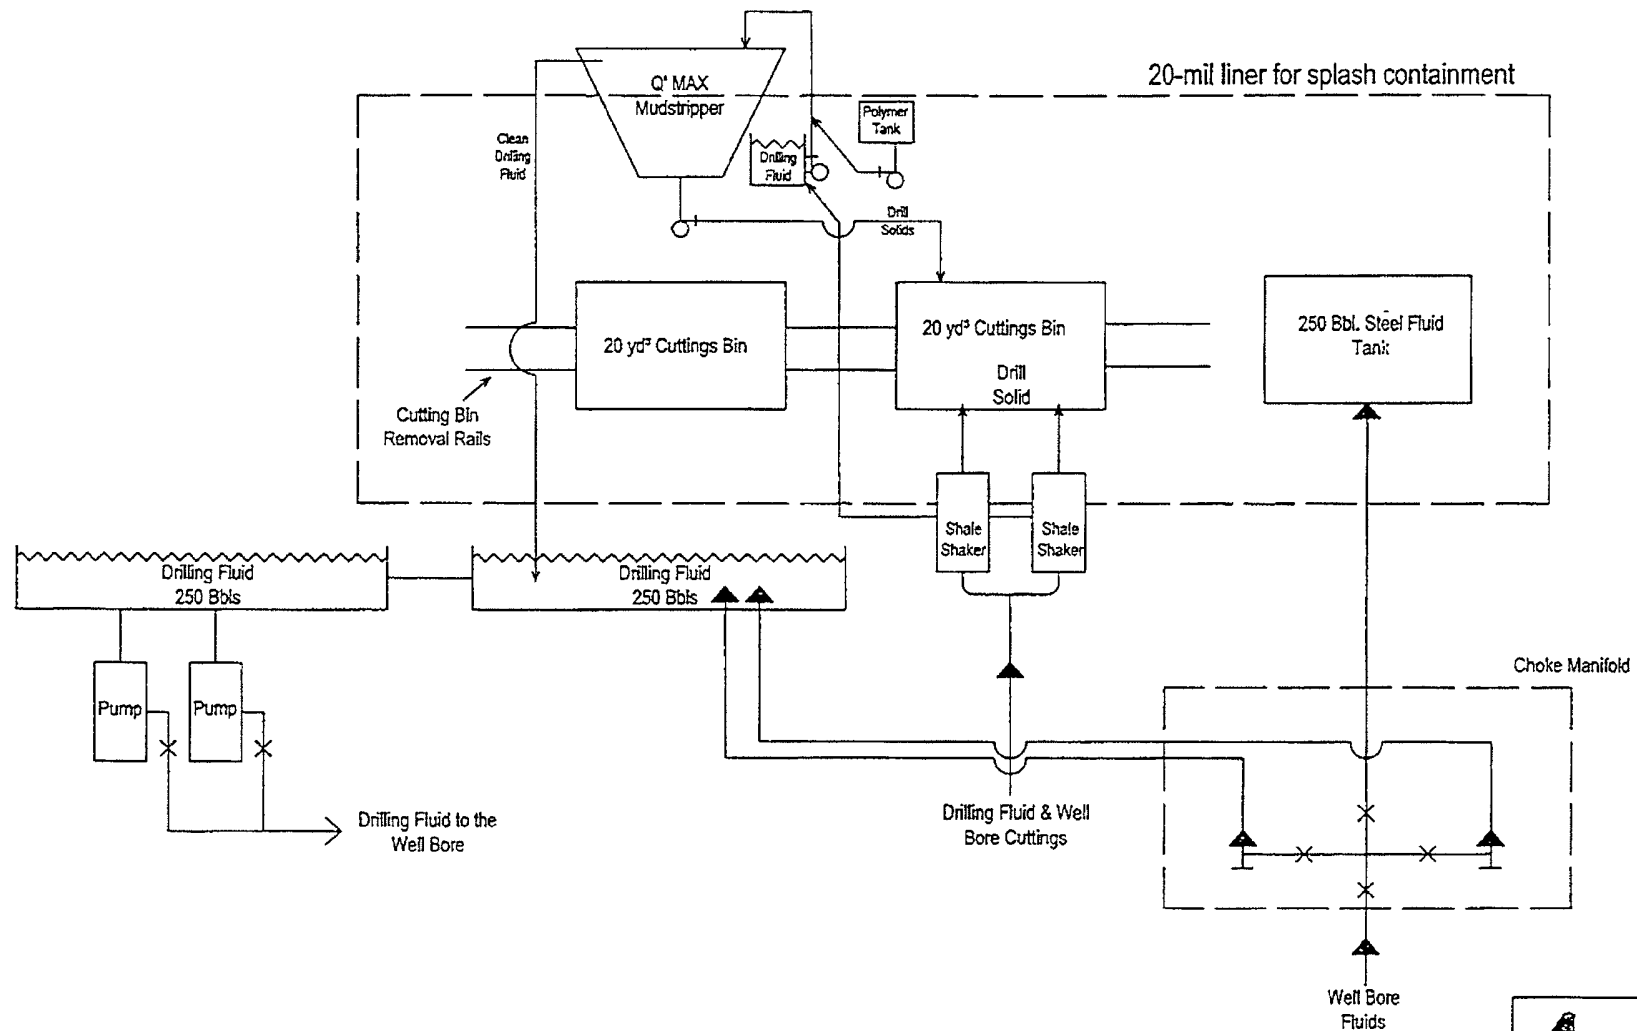 20-mil liner for splash containment
Q' MAX
Mudstripper
Polymer
Tank
Clean
Drilling
Fluid
Drilling
Fluid
Drill
Solids
20 yd³ Cuttings Bin
20 yd³ Cuttings Bin
Drill
Solid
250 Bbl. Steel Fluid
Tank
Cutting Bin
Removal Rails
Shale
Shaker
Shale
Shaker
Drilling Fluid
250 Bbls
Drilling Fluid
250 Bbls
Choke Manifold
Pump
Pump
Drilling Fluid to the
Well Bore
Drilling Fluid & Well
Bore Cuttings
Well Bore
Fluids